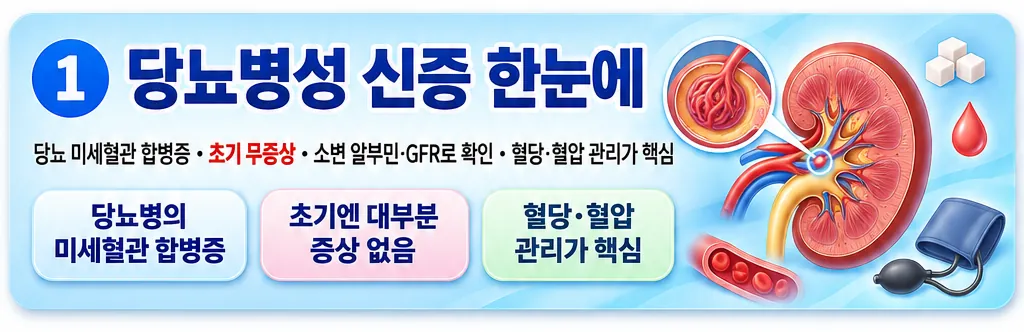 1 당뇨병성 신증 한눈에
당뇨 미세혈관 합병증 • 초기 무증상 • 소변 알부민·GFR로 확인 • 혈당·혈압 관리가 핵심
당뇨병의
미세혈관 합병증
초기엔 대부분
증상 없음
혈당·혈압
관리가 핵심